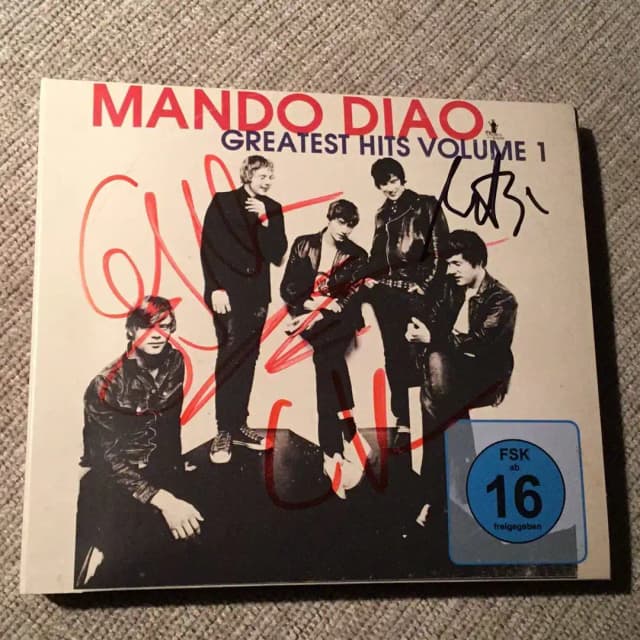 MANDO DIAO
GREATEST HITS VOLUME 1
FSK
ab
16
freigegeben